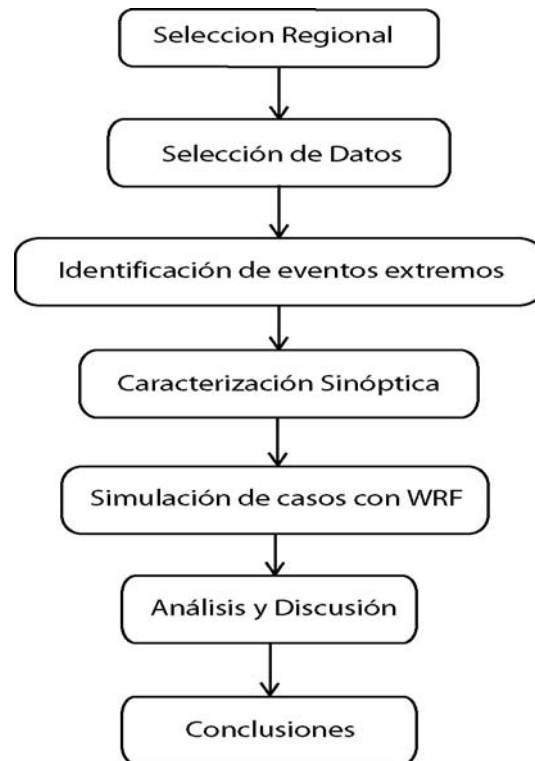 Seleccion Regional
Selección de Datos
Identificación de eventos extremos
Caracterización Sinóptica
Simulación de casos con WRF
Análisis y Discusión
Conclusiones